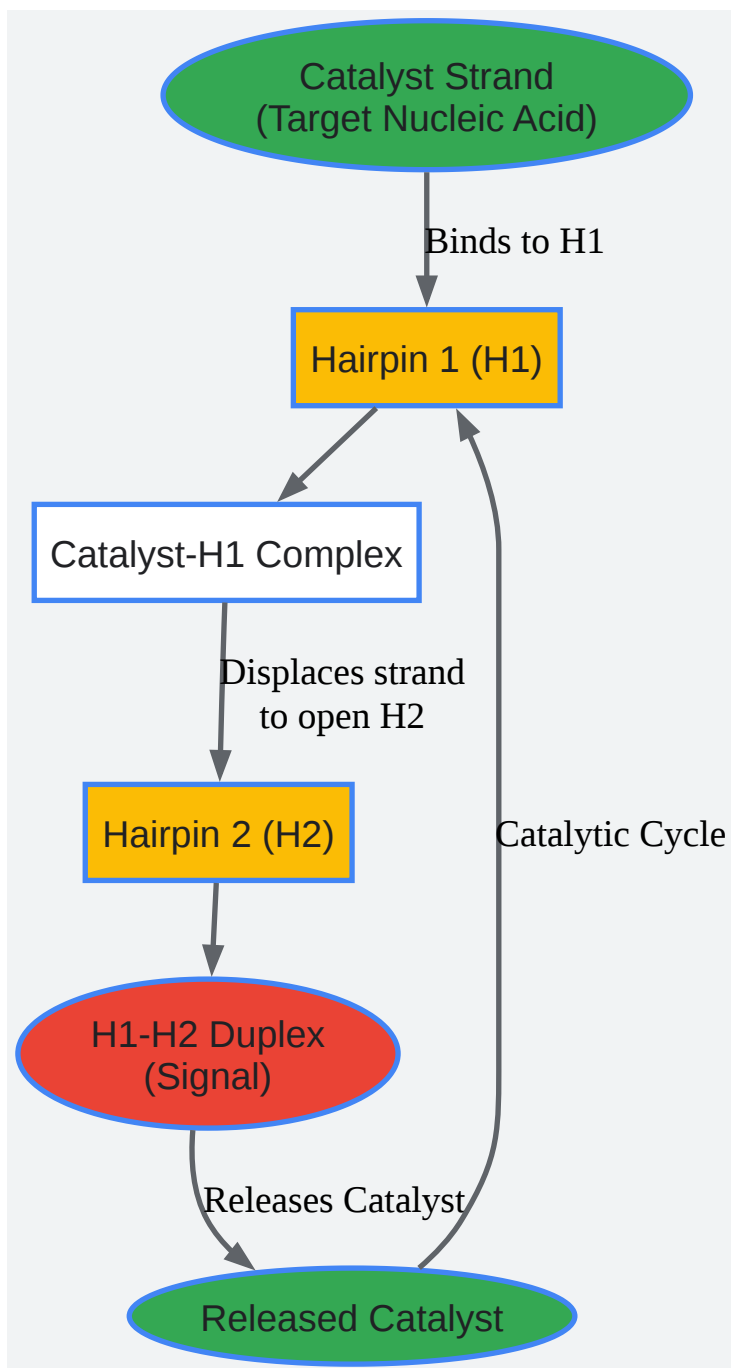 Catalyst Strand
(Target Nucleic Acid)
Binds to H1
Hairpin 1 (H1)
Catalyst-H1 Complex
Displaces strand
to open H2
Hairpin 2 (H2)
Catalytic Cycle
H1-H2 Duplex
(Signal)
Releases Catalyst
Released Catalyst